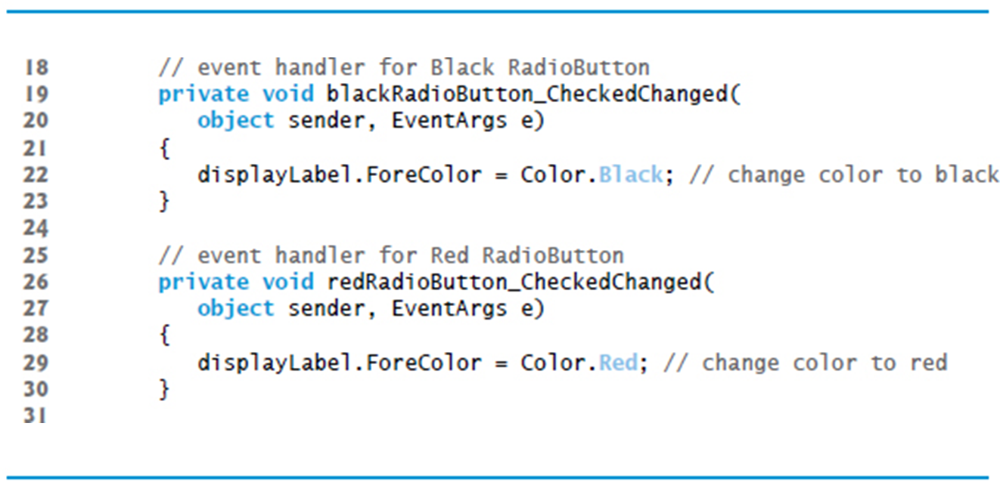 18 // event handler for Black RadioButton
19 private void blackRadioButton_CheckedChanged(
20 object sender, EventArgs e)
21 {
22 displayLabel.ForeColor = Color.Black; // change color to black
23 }
24
25 // event handler for Red RadioButton
26 private void redRadioButton_CheckedChanged(
27 object sender, EventArgs e)
28 {
29 displayLabel.ForeColor = Color.Red; // change color to red
30 }
31